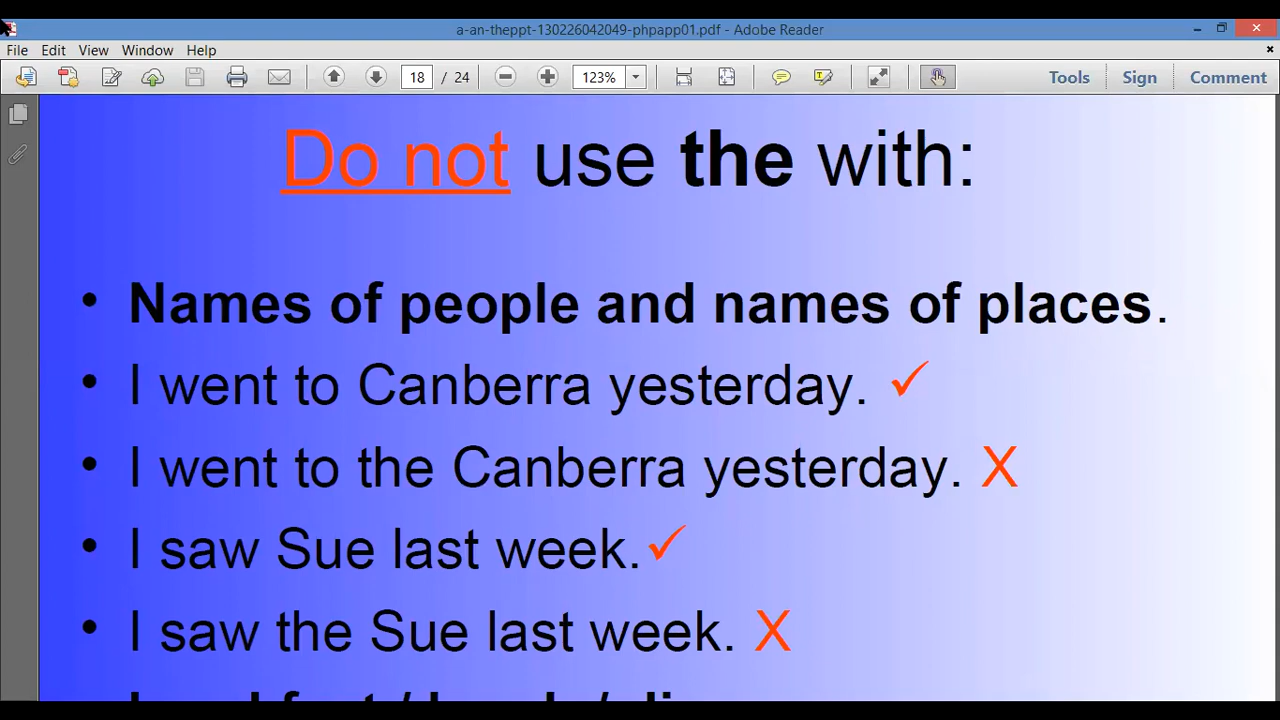 a-an-theppt-130226042049-phpapp01.pdf - Adobe Reader
File Edit View Window Help
18 / 24 123% Tools Sign Comment
Do not use the with:
• Names of people and names of places.
• I went to Canberra yesterday. ✓
• I went to the Canberra yesterday. X
• I saw Sue last week. ✓
• I saw the Sue last week. X